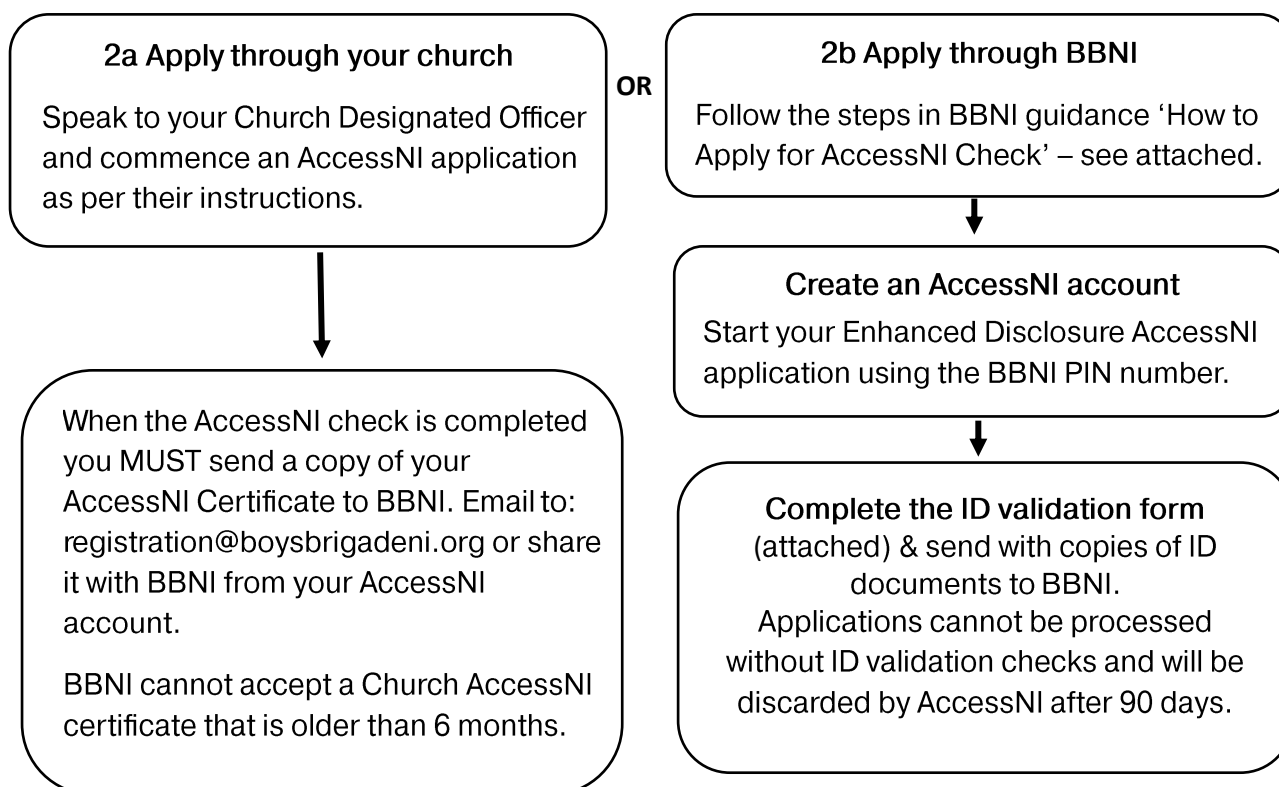 2a Apply through your church
Speak to your Church Designated Officer
and commence an AccessNI application
as per their instructions.
When the AccessNI check is completed
you MUST send a copy of your
AccessNI Certificate to BBNI. Email to:
registration@boysbrigadeni.org or share
it with BBNI from your AccessNI
account.
BBNI cannot accept a Church AccessNI
certificate that is older than 6 months.
OR
2b Apply through BBNI
Follow the steps in BBNI guidance ‘How to
Apply for AccessNI Check’ – see attached.
Create an AccessNI account
Start your Enhanced Disclosure AccessNI
application using the BBNI PIN number.
Complete the ID validation form
(attached) & send with copies of ID
documents to BBNI.
Applications cannot be processed
without ID validation checks and will be
discarded by AccessNI after 90 days.